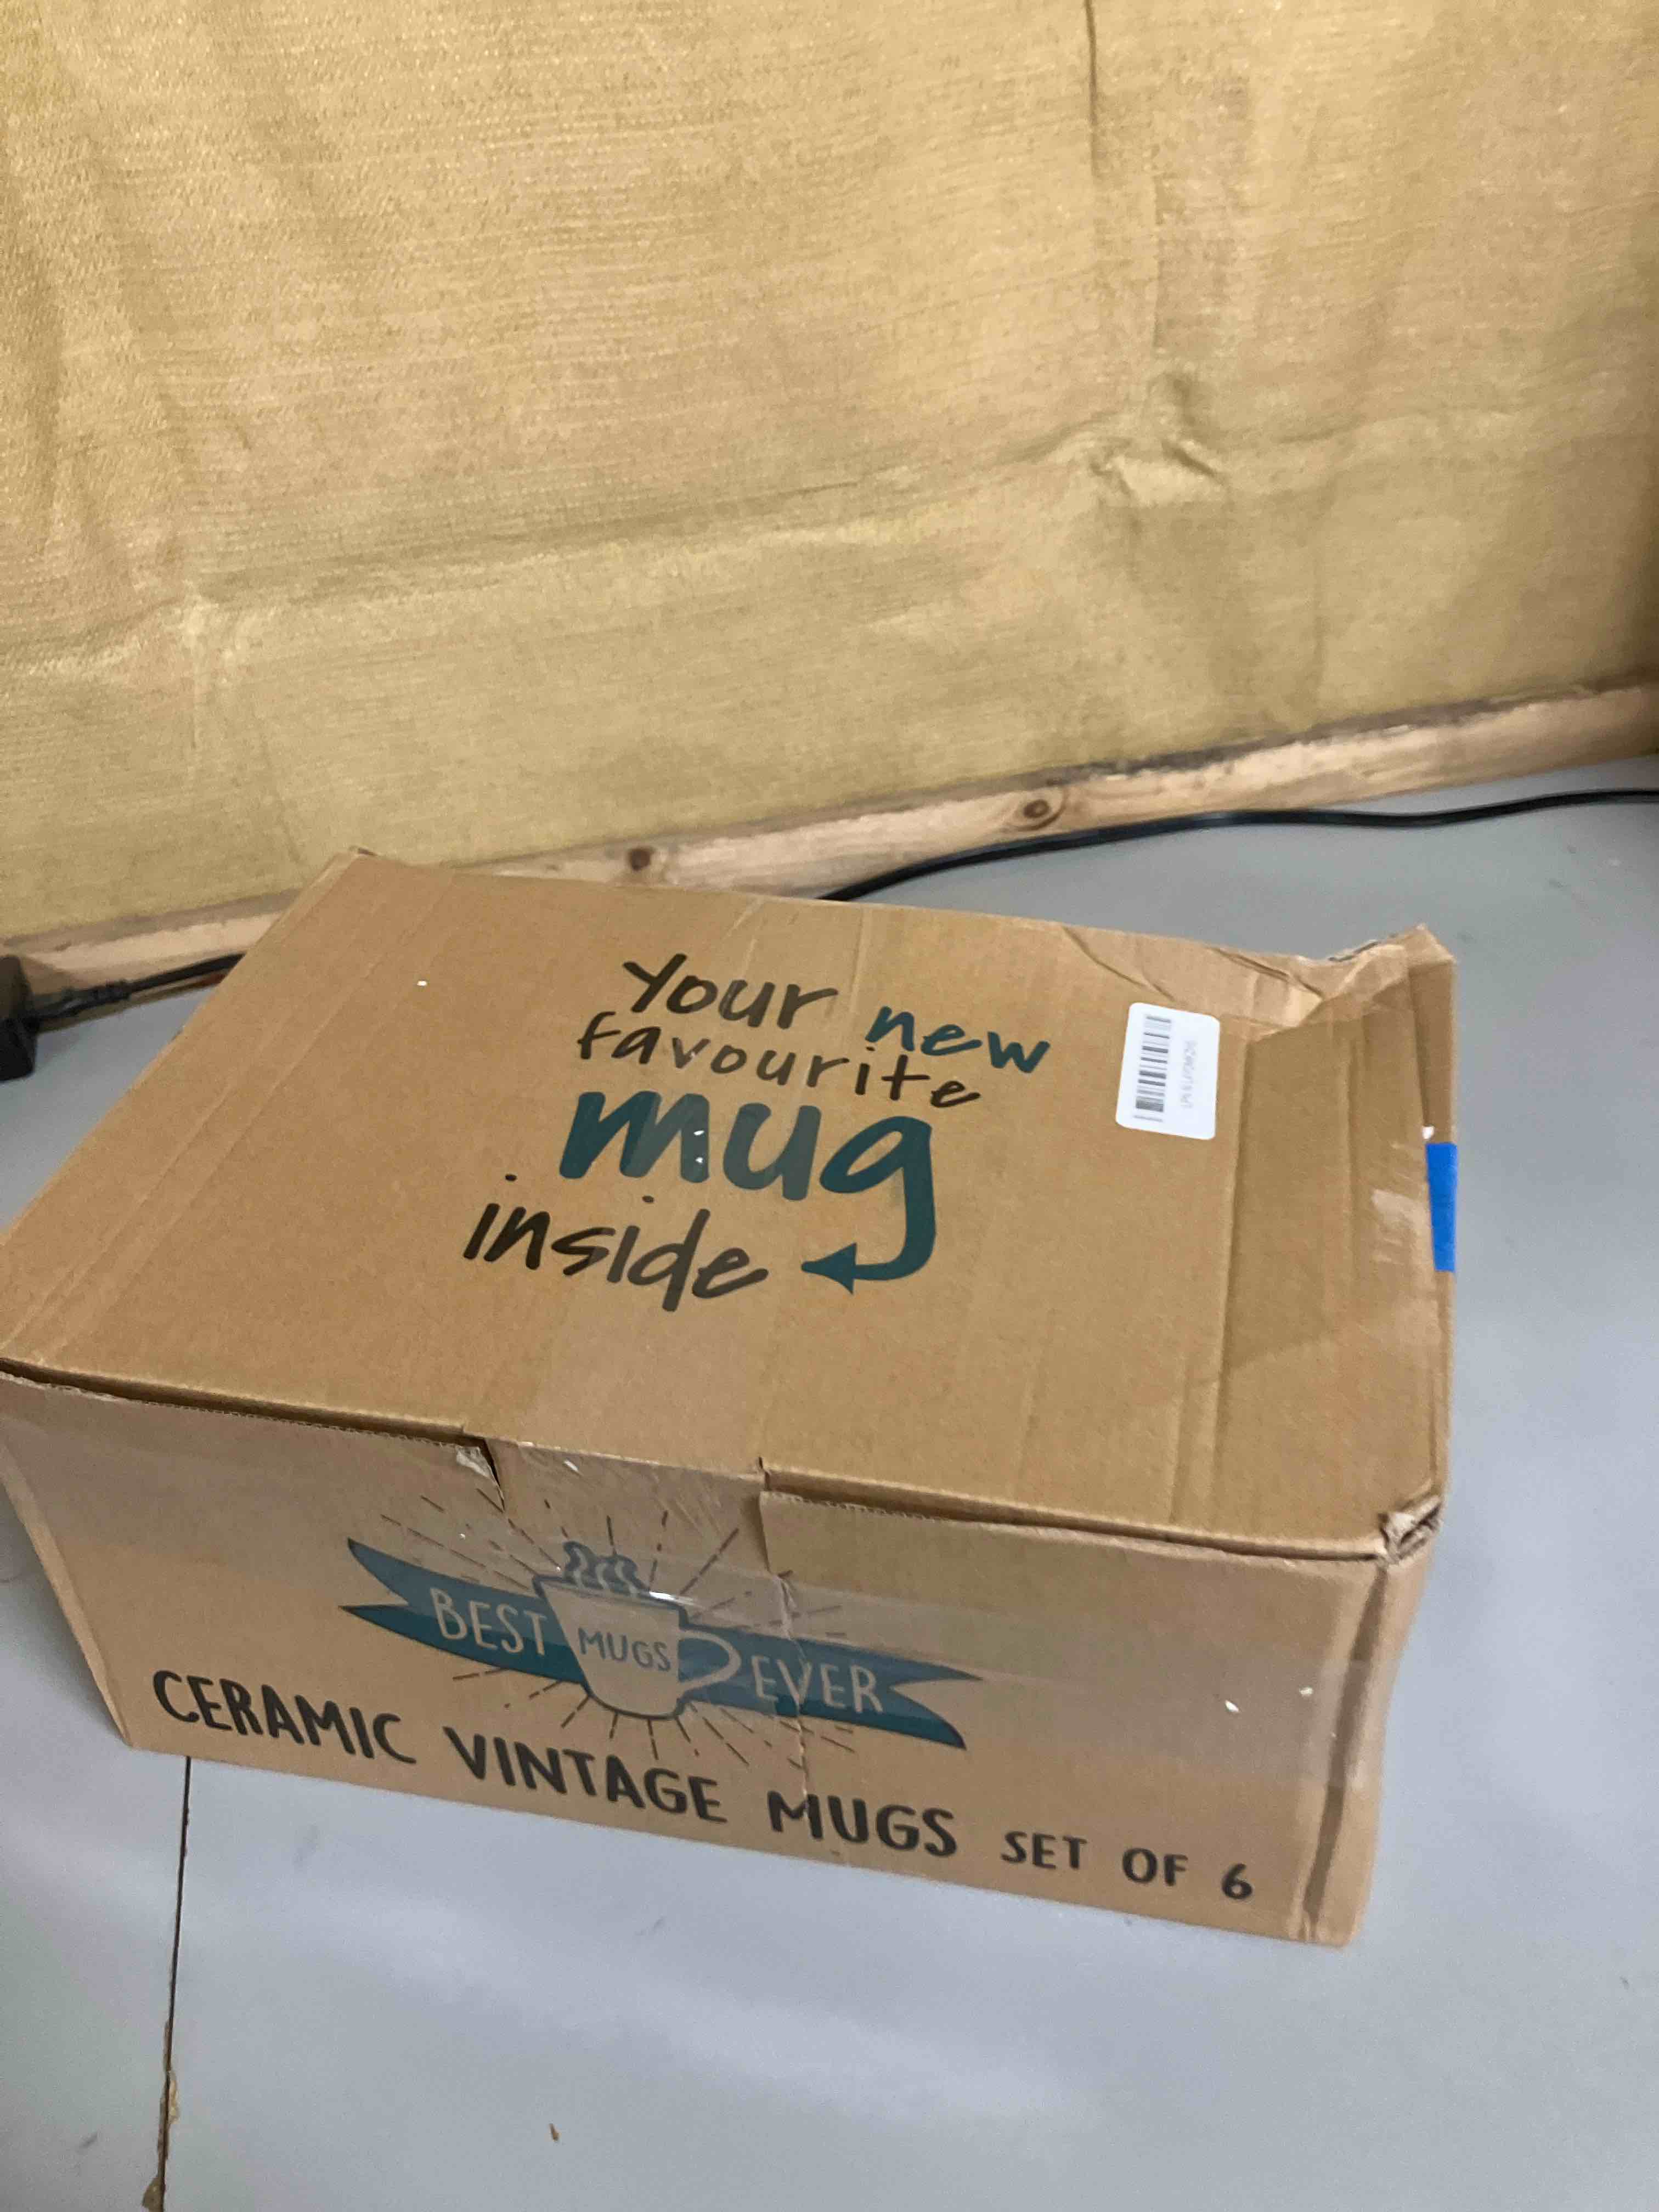 Your new
favourite
mug
inside
BEST MUGS EVER
CERAMIC VINTAGE MUGS SET OF 6